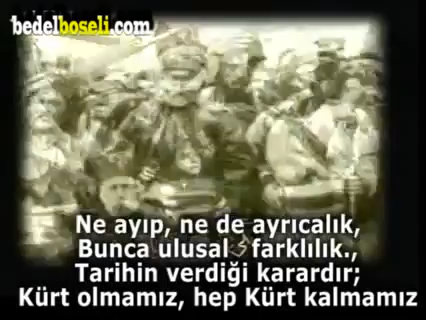 bedelboseli.com
Ne ayıp, ne de ayrıcalık,
Bunca ulusal farklılık.,
Tarihin verdiği karardır;
Kürt olmamız, hep Kürt kalmamız